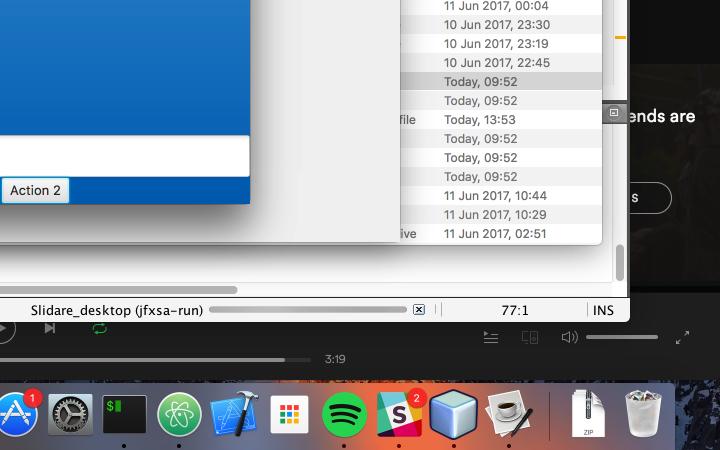 11 Jun 2017, 00:04
10 Jun 2017, 23:30
10 Jun 2017, 23:19
10 Jun 2017, 22:45
Today, 09:52
Today, 09:52
file Today, 13:53
Today, 09:52
Today, 09:52
Today, 09:52
11 Jun 2017, 10:44
11 Jun 2017, 10:29
ive 11 Jun 2017, 02:51
ends are
S
Action 2
Slidare_desktop (jfxsa-run)
77:1
INS
3:19
1
$
2
S
ZIP